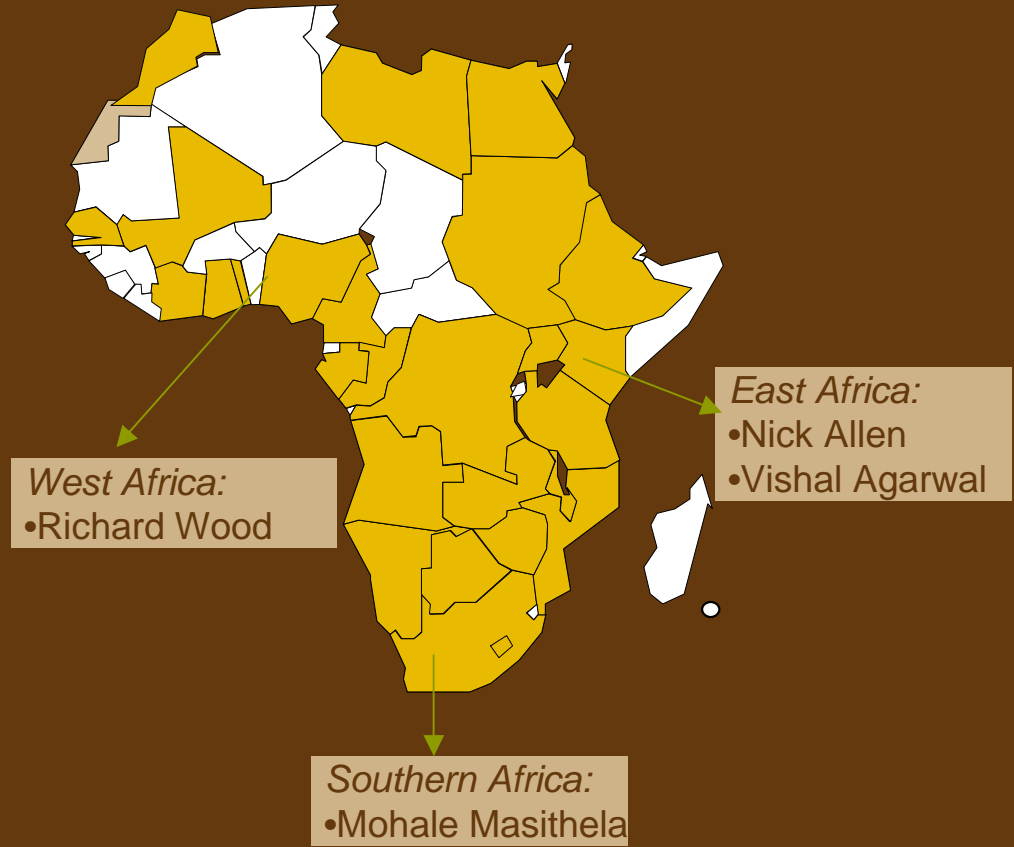 East Africa:
•Nick Allen
•Vishal Agarwal
West Africa:
•Richard Wood
Southern Africa:
•Mohale Masithela